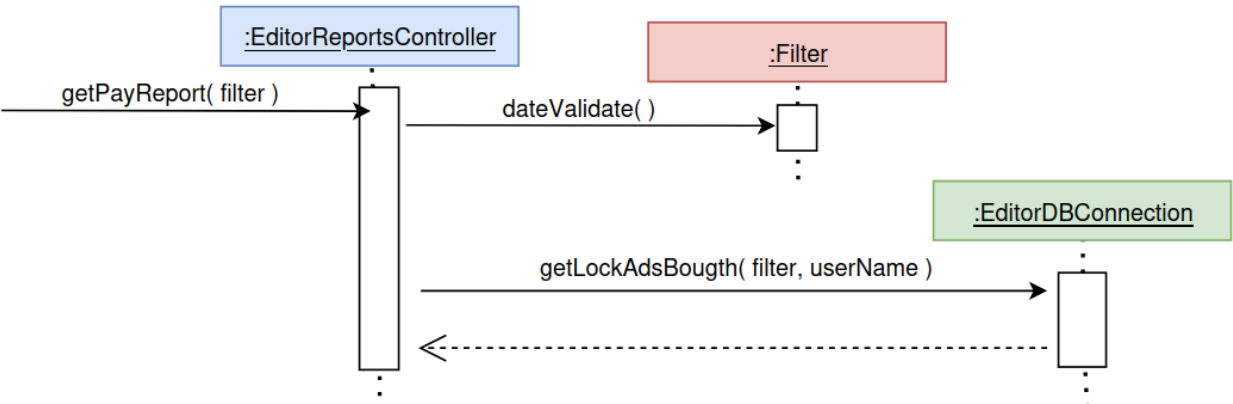 :EditorReportsController
:Filter
getPayReport( filter )
dateValidate( )
:EditorDBConnection
getLockAdsBougth( filter, userName )